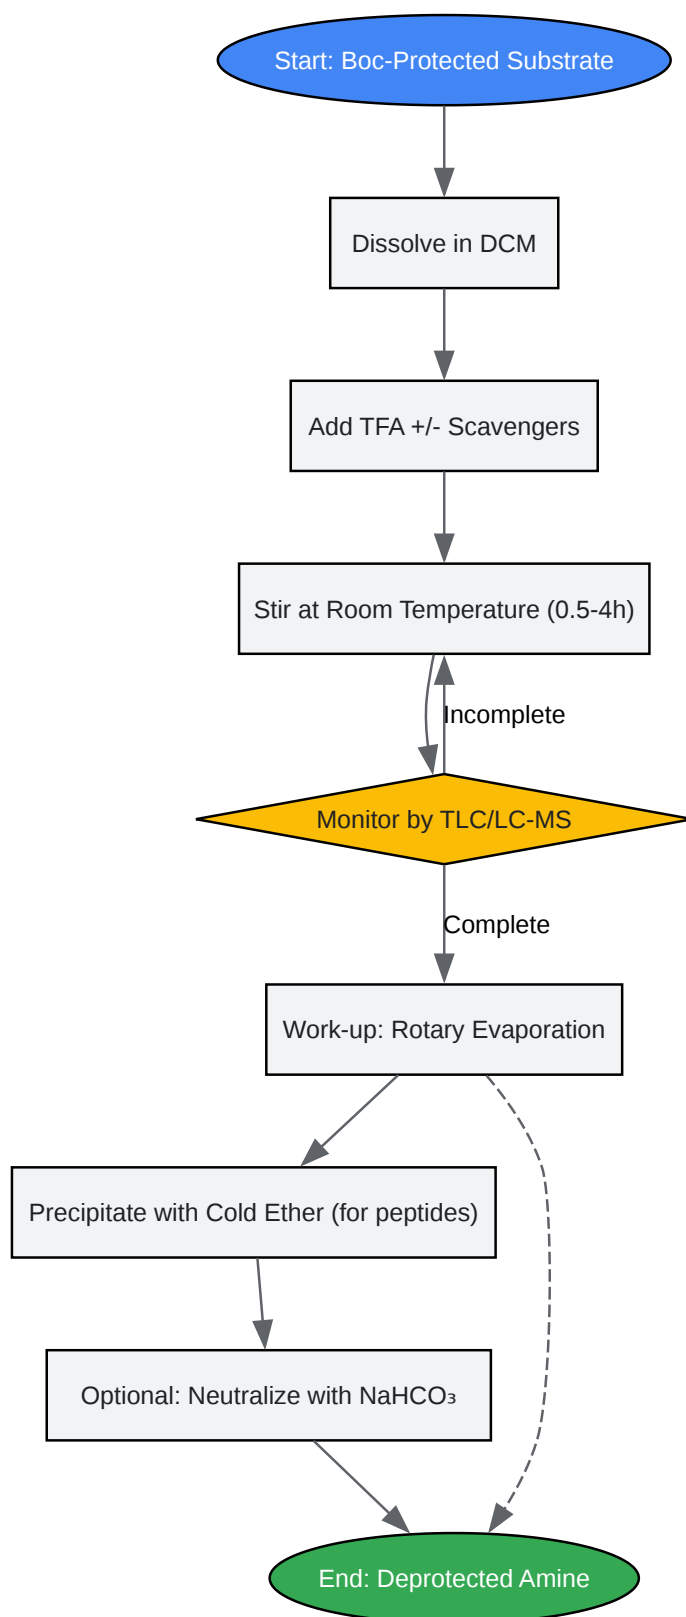 Start: Boc-Protected Substrate
Dissolve in DCM
Add TFA +/- Scavengers
Stir at Room Temperature (0.5-4h)
Incomplete
Monitor by TLC/LC-MS
Complete
Work-up: Rotary Evaporation
Precipitate with Cold Ether (for peptides)
Optional: Neutralize with NaHCO₃
End: Deprotected Amine